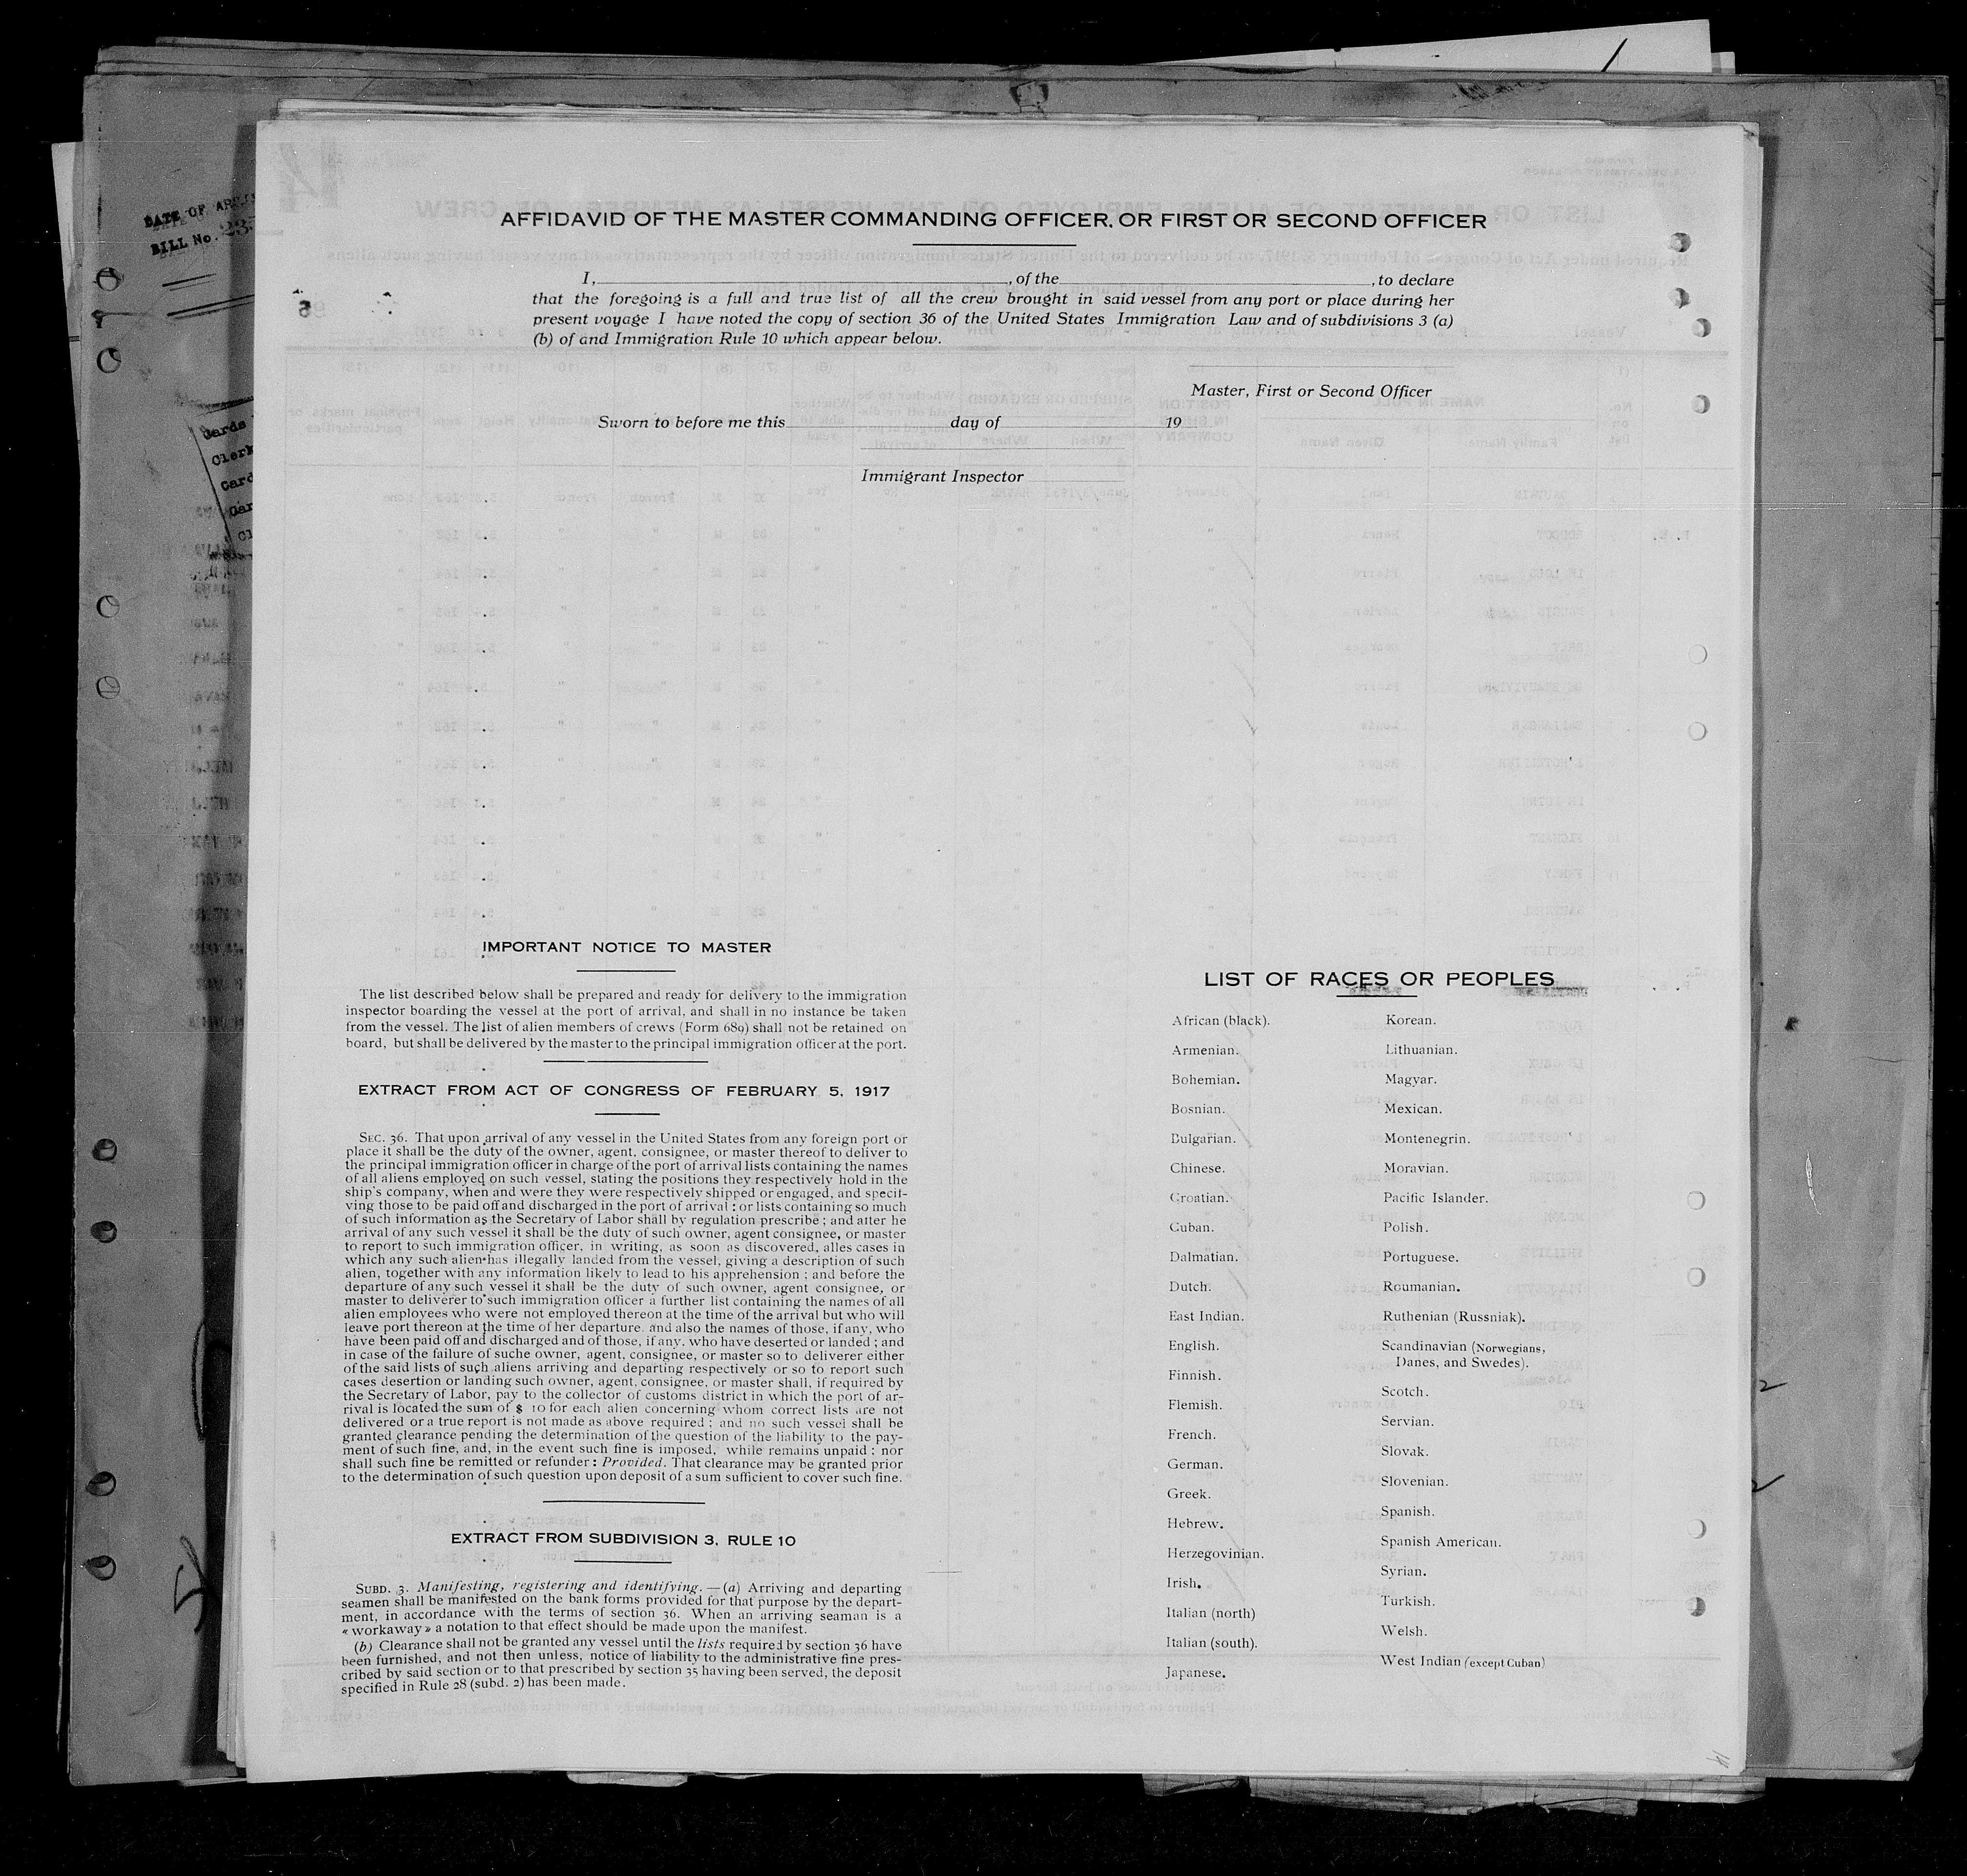 DATE OF
BILL No. 23
Cards
Clerk
Card
AFFIDAVID OF THE MASTER COMMANDING OFFICER, OR FIRST OR SECOND OFFICER
I, , of the , to declare
that the foregoing is a full and true list of all the crew brought in said vessel from any port or place during her
present voyage I have noted the copy of section 36 of the United States Immigration Law and of subdivisions 3 (a)
(b) of and Immigration Rule 10 which appear below.
Master, First or Second Officer
Sworn to before me this day of 19
Immigrant Inspector
IMPORTANT NOTICE TO MASTER
The list described below shall be prepared and ready for delivery to the immigration
inspector boarding the vessel at the port of arrival, and shall in no instance be taken
from the vessel. The list of alien members of crews (Form 689) shall not be retained on
board, but shall be delivered by the master to the principal immigration officer at the port.
EXTRACT FROM ACT OF CONGRESS OF FEBRUARY 5, 1917
SEC. 36. That upon arrival of any vessel in the United States from any foreign port or
place it shall be the duty of the owner, agent, consignee, or master thereof to deliver to
the principal immigration officer in charge of the port of arrival lists containing the names
of all aliens employed on such vessel, stating the positions they respectively hold in the
ship's company, when and were they were respectively shipped or engaged, and specif-
ving those to be paid off and discharged in the port of arrival : or lists containing so much
of such information as the Secretary of Labor shall by regulation prescribe ; and after he
arrival of any such vessel it shall be the duty of such owner, agent consignee, or master
to report to such immigration officer, in writing, as soon as discovered, alles cases in
which any such alien has illegally landed from the vessel, giving a description of such
alien, together with any information likely to lead to his apprehension : and before the
departure of any such vessel it shall be the duty of such owner, agent consignee, or
master to deliverer to such immigration officer a further list containing the names of all
alien employees who were not employed thereon at the time of the arrival but who will
leave port thereon at the time of her departure. and also the names of those, if any, who
have been paid off and discharged and of those, if any, who have deserted or landed ; and
in case of the failure of suche owner, agent, consignee, or master so to deliverer either
of the said lists of such aliens arriving and departing respectively or so to report such
cases desertion or landing such owner, agent, consignee, or master shall, if required by
the Secretary of Labor, pay to the collector of customs district in which the port of ar-
rival is located the sum of $ 10 for each alien concerning whom correct lists are not
delivered or a true report is not made as above required ; and no such vessel shall be
granted clearance pending the determination of the question of the liability to the pay-
ment of such fine, and, in the event such fine is imposed, while remains unpaid : nor
shall such fine be remitted or refunder : Provided. That clearance may be granted prior
to the determination of such question upon deposit of a sum sufficient to cover such fine.
EXTRACT FROM SUBDIVISION 3, RULE 10
SUBD. 3. Manifesting, registering and identifying. — (a) Arriving and departing
seamen shall be manifested on the bank forms provided for that purpose by the depart-
ment, in accordance with the terms of section 36. When an arriving seaman is a
« workaway » a notation to that effect should be made upon the manifest.
(b) Clearance shall not be granted any vessel until the lists required by section 36 have
been furnished, and not then unless, notice of liability to the administrative fine pres-
cribed by said section or to that prescribed by section 35 having been served, the deposit
specified in Rule 28 (subd. 2) has been made.
LIST OF RACES OR PEOPLES
African (black).
Armenian.
Bohemian.
Bosnian.
Bulgarian.
Chinese.
Croatian.
Cuban.
Dalmatian.
Dutch.
East Indian.
English.
Finnish.
Flemish.
French.
German.
Greek.
Hebrew.
Herzegovinian.
Irish.
Italian (north)
Italian (south).
Japanese.
Korean.
Lithuanian.
Magyar.
Mexican.
Montenegrin.
Moravian.
Pacific Islander.
Polish.
Portuguese.
Roumanian.
Ruthenian (Russniak).
Scandinavian (Norwegians,
Danes, and Swedes).
Scotch.
Servian.
Slovak.
Slovenian.
Spanish.
Spanish American.
Syrian.
Turkish.
Welsh.
West Indian (except Cuban)